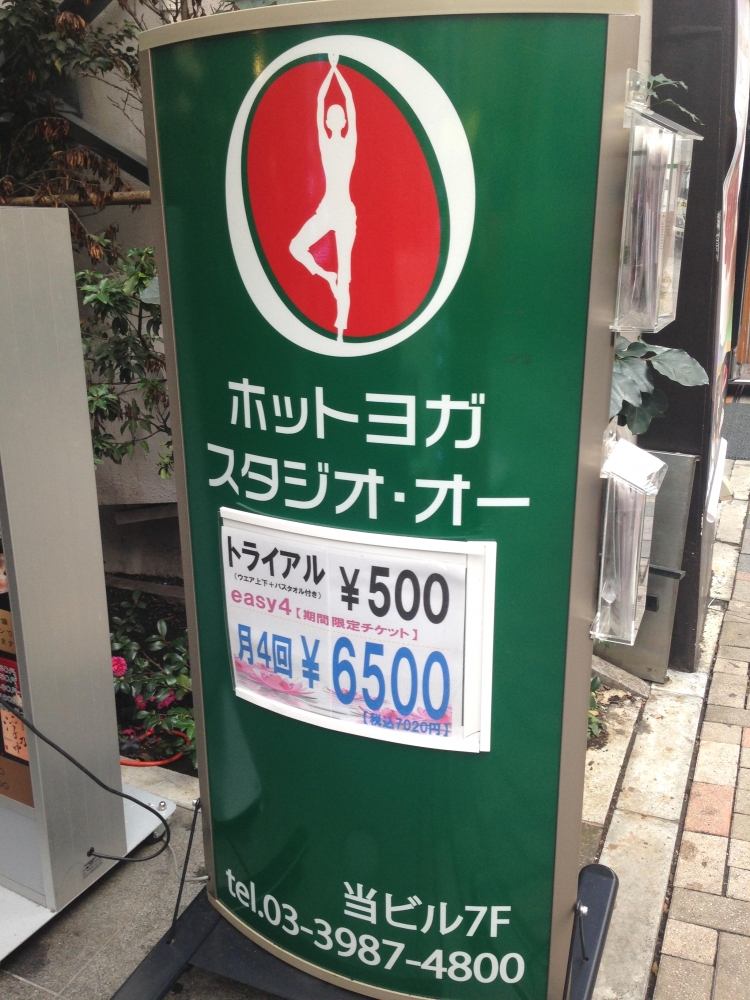 ホットヨガ
スタジオ・オー
トライアル ¥500
(ウエア上下+バスタオル付き)
easy4【期間限定チケット】
月4回 ¥6500
【税込7020円】
当ビル7F
tel.03-3987-4800